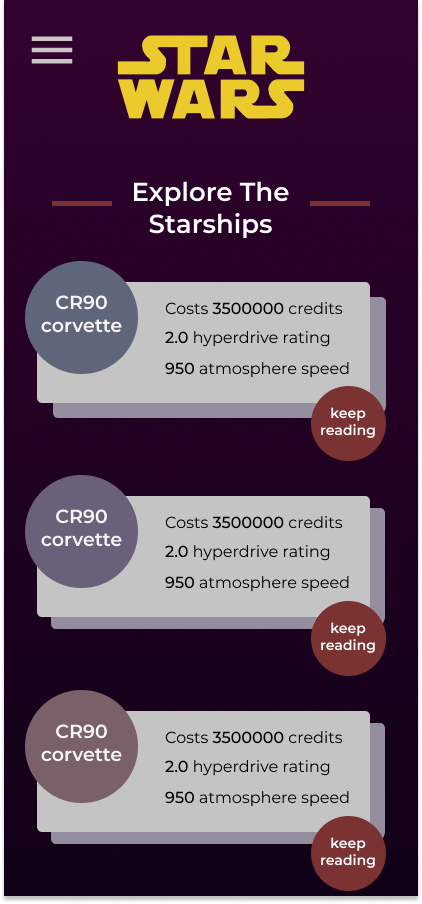 STAR
WARS
Explore The
Starships
CR90
corvette
Costs 3500000 credits
2.0 hyperdrive rating
950 atmosphere speed
keep
reading
CR90
corvette
Costs 3500000 credits
2.0 hyperdrive rating
950 atmosphere speed
keep
reading
CR90
corvette
Costs 3500000 credits
2.0 hyperdrive rating
950 atmosphere speed
keep
reading